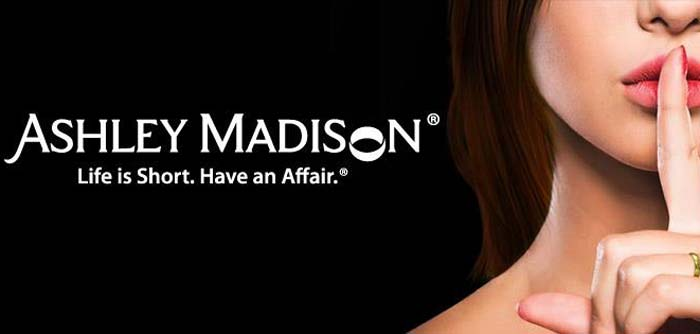 ASHLEY MADISON®
Life is Short. Have an Affair.®